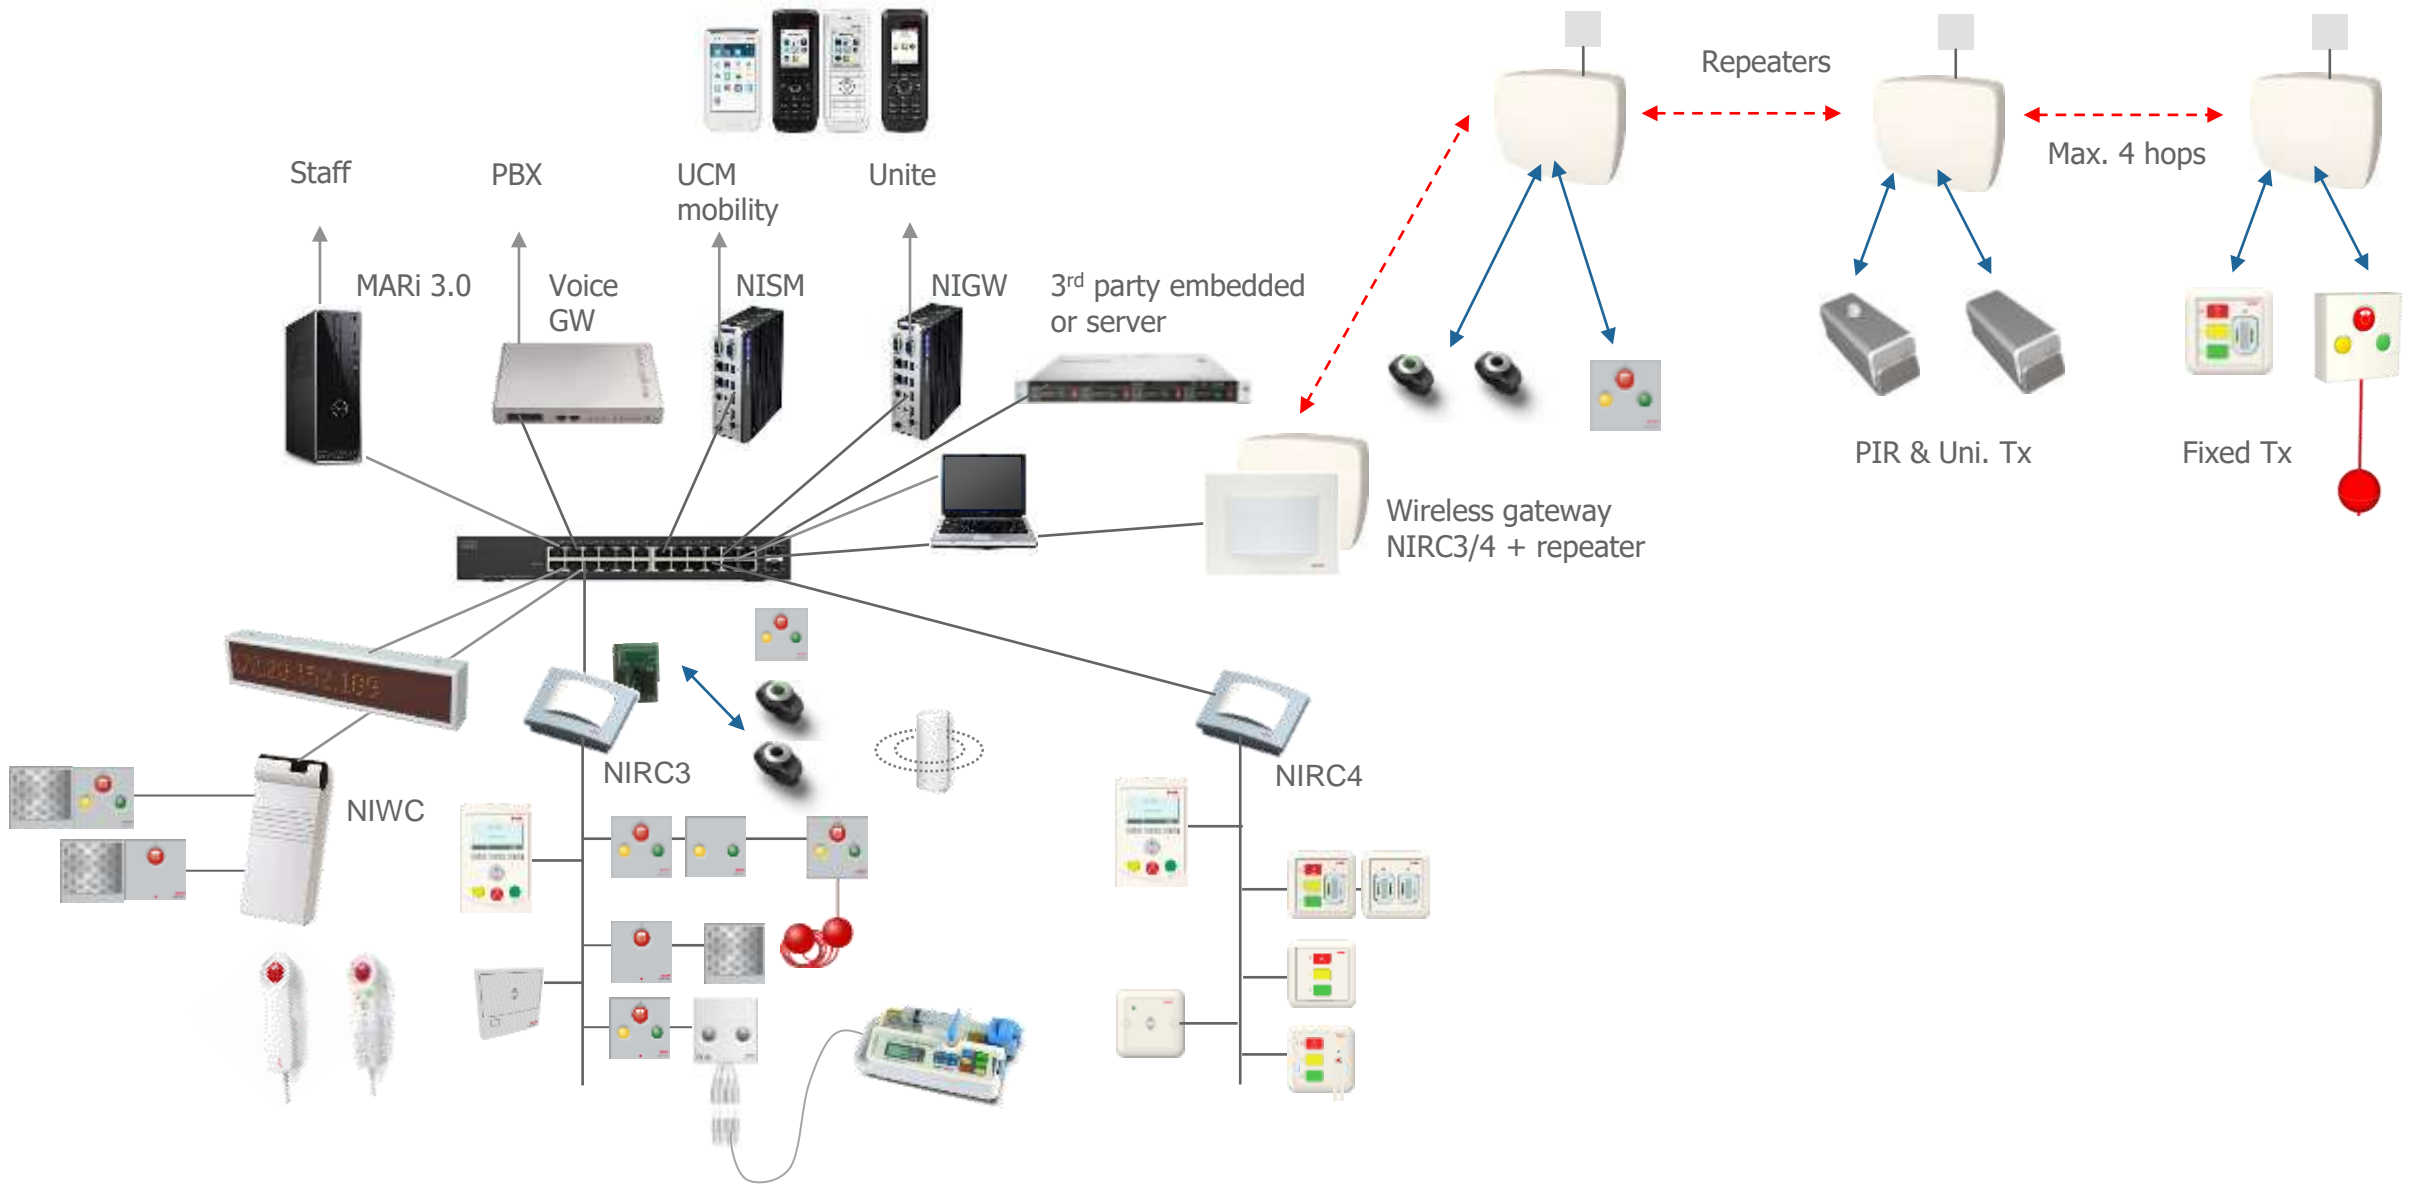 Repeaters
Max. 4 hops
Staff
PBX
UCM
mobility
Unite
MARi 3.0
Voice
GW
NISM
NIGW
3rd party embedded
or server
PIR & Uni. Tx
Fixed Tx
Wireless gateway
NIRC3/4 + repeater
NIRC3
NIRC4
NIWC